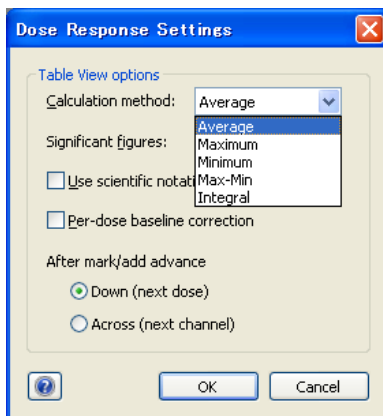 Dose Response Settings
Table View options
Calculation method: Average
Average
Significant figures: Maximum
Minimum
Use scientific Max-Min
Integral
Per-dose baseline correction
After mark/add advance
Down (next dose)
Across (next channel)
OK Cancel